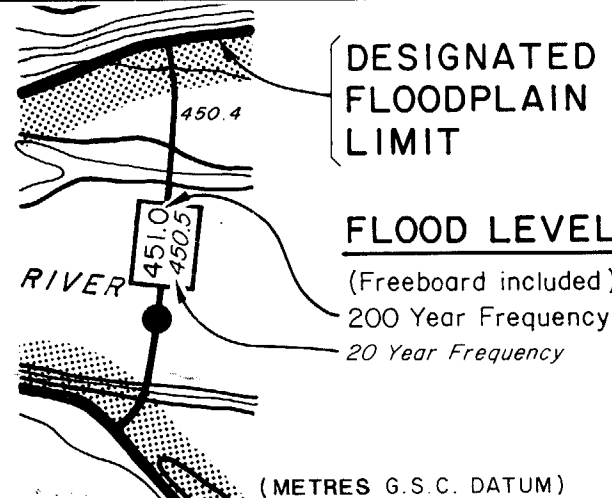 DESIGNATED
FLOODPLAIN
LIMIT
450.4
451.0
450.5
FLOOD LEVEL
RIVER
(Freeboard included)
200 Year Frequency
20 Year Frequency
(METRES G.S.C. DATUM)